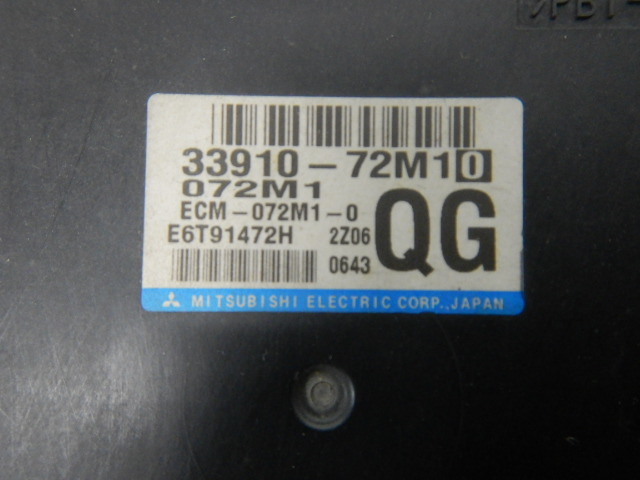 33910-72M10
072M1
ECM-072M1-0
E6T91472H 2Z06 QG
0643
MITSUBISHI ELECTRIC CORP.,JAPAN